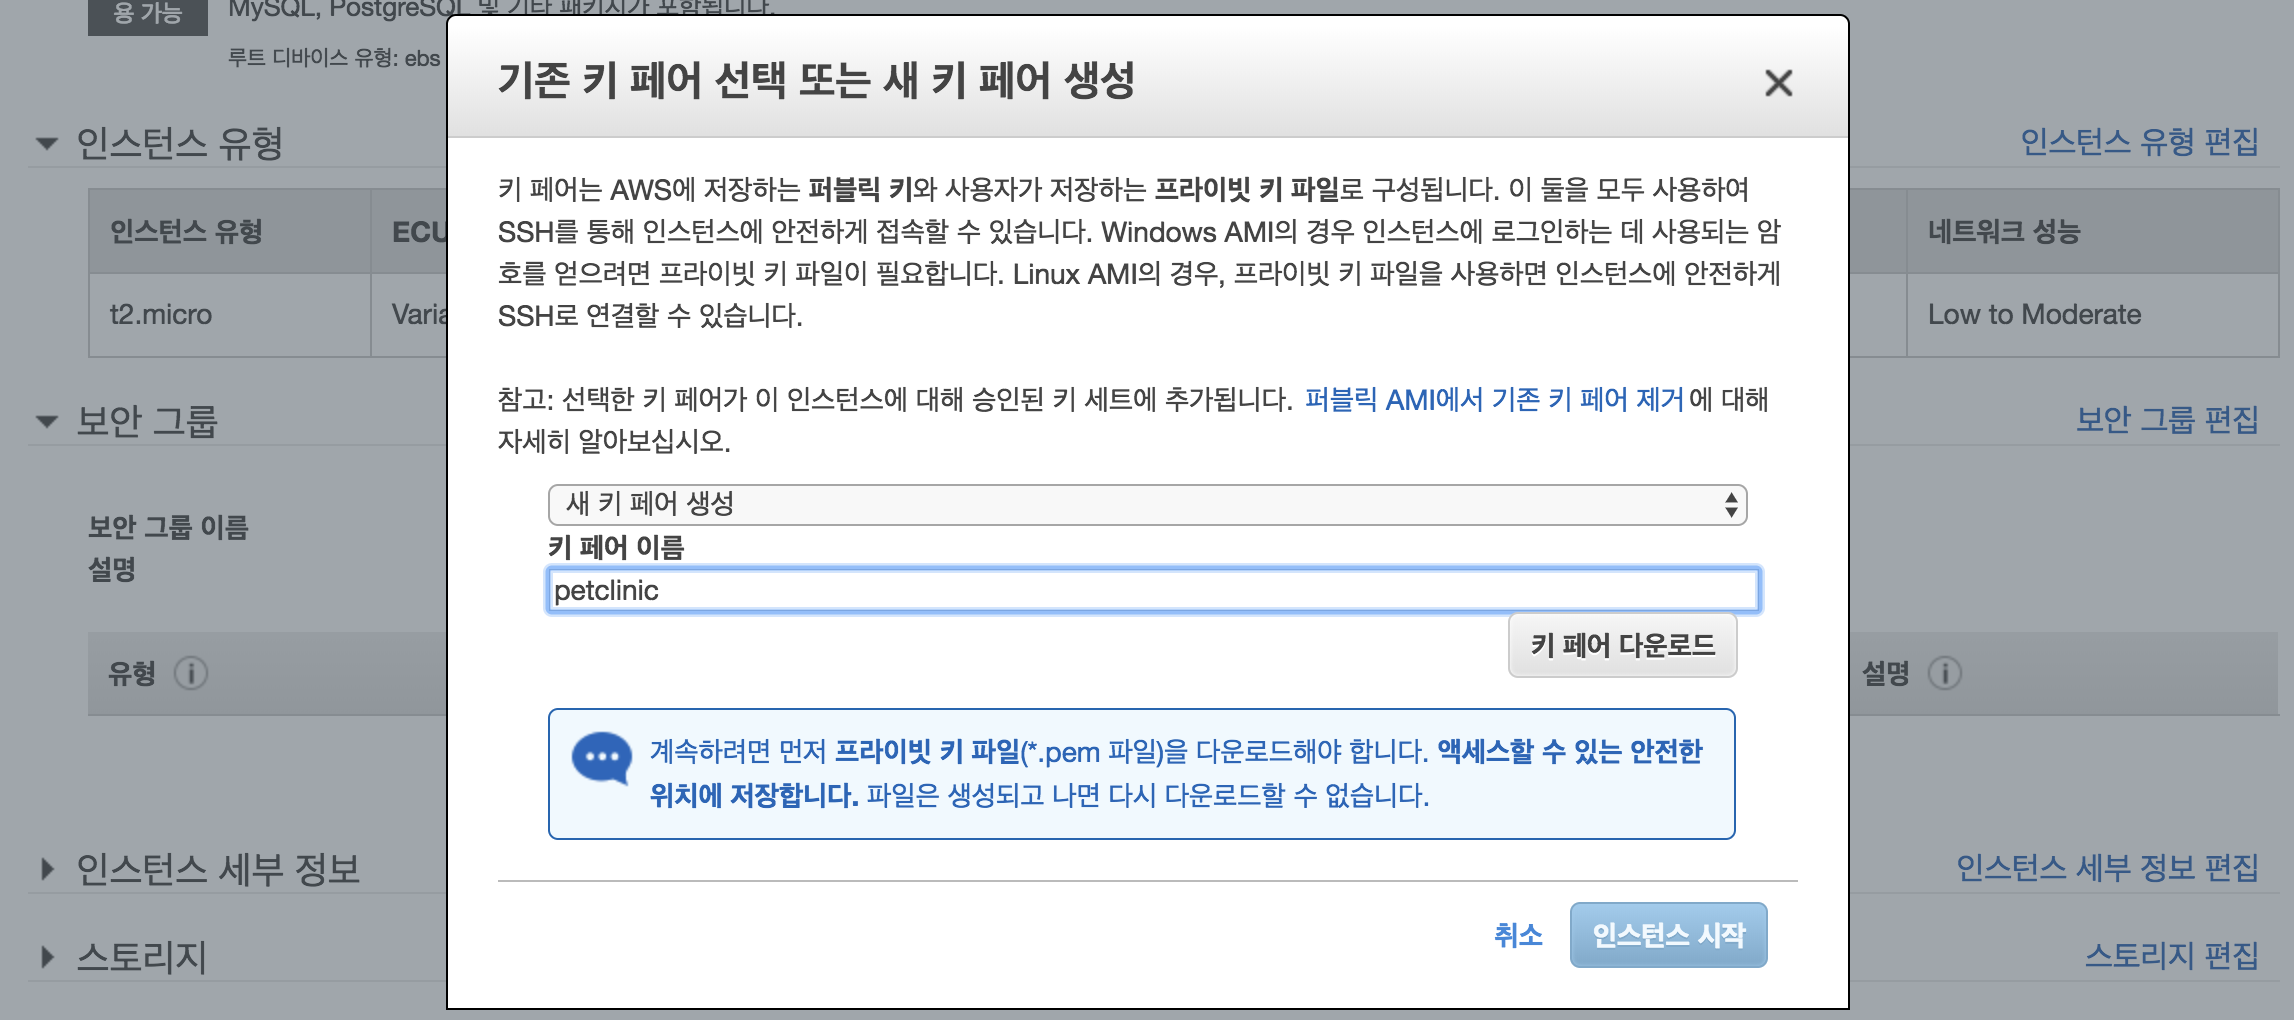 용 가능
MySQL, PostgreSQL 및 기타 패키지가 포함됩니다.
루트 디바이스 유형: ebs
인스턴스 유형
인스턴스 유형 편집
인스턴스 유형
ECU
네트워크 성능
t2.micro
Varia
Low to Moderate
보안 그룹
보안 그룹 편집
보안 그룹 이름
설명
유형
설명
인스턴스 세부 정보
인스턴스 세부 정보 편집
스토리지
스토리지 편집
기존 키 페어 선택 또는 새 키 페어 생성
키 페어는 AWS에 저장하는 퍼블릭 키와 사용자가 저장하는 프라이빗 키 파일로 구성됩니다. 이 둘을 모두 사용하여
SSH를 통해 인스턴스에 안전하게 접속할 수 있습니다. Windows AMI의 경우 인스턴스에 로그인하는 데 사용되는 암
호를 얻으려면 프라이빗 키 파일이 필요합니다. Linux AMI의 경우, 프라이빗 키 파일을 사용하면 인스턴스에 안전하게
SSH로 연결할 수 있습니다.
참고: 선택한 키 페어가 이 인스턴스에 대해 승인된 키 세트에 추가됩니다. 퍼블릭 AMI에서 기존 키 페어 제거 에 대해
자세히 알아보십시오.
새 키 페어 생성
키 페어 이름
petclinic
키 페어 다운로드
계속하려면 먼저 프라이빗 키 파일(*.pem 파일)을 다운로드해야 합니다. 액세스할 수 있는 안전한
위치에 저장합니다. 파일은 생성되고 나면 다시 다운로드할 수 없습니다.
취소
인스턴스 시작